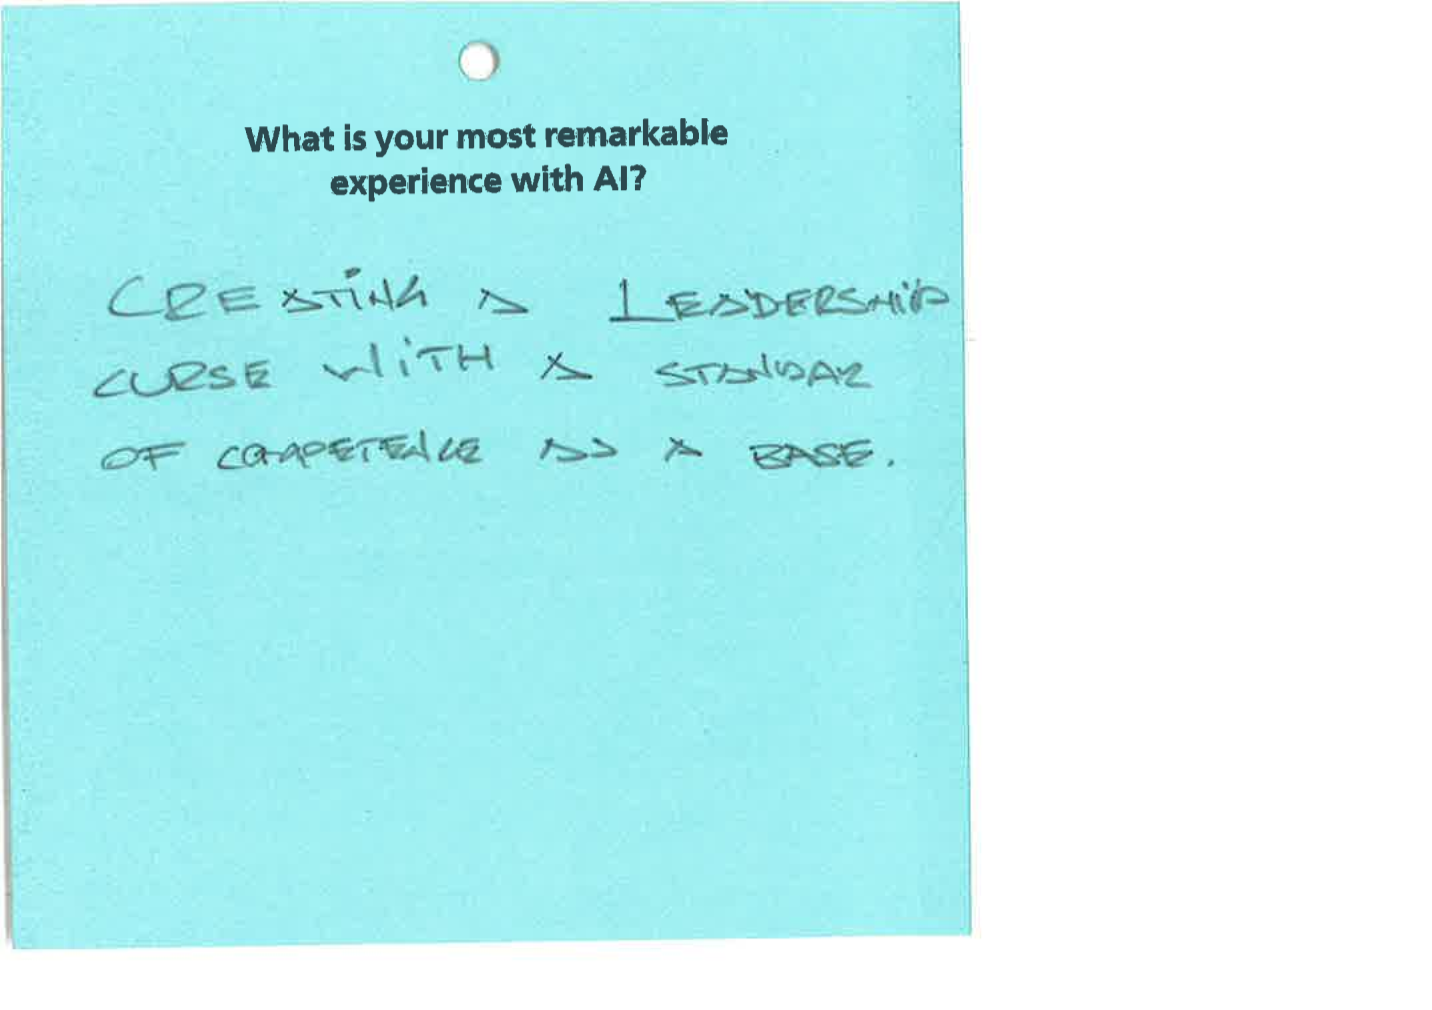 What is your most remarkable
experience with AI?
CREATING A LEADERSHIP
CURSE WITH A STANDAR
OF COMPETENCE AS A BASE.